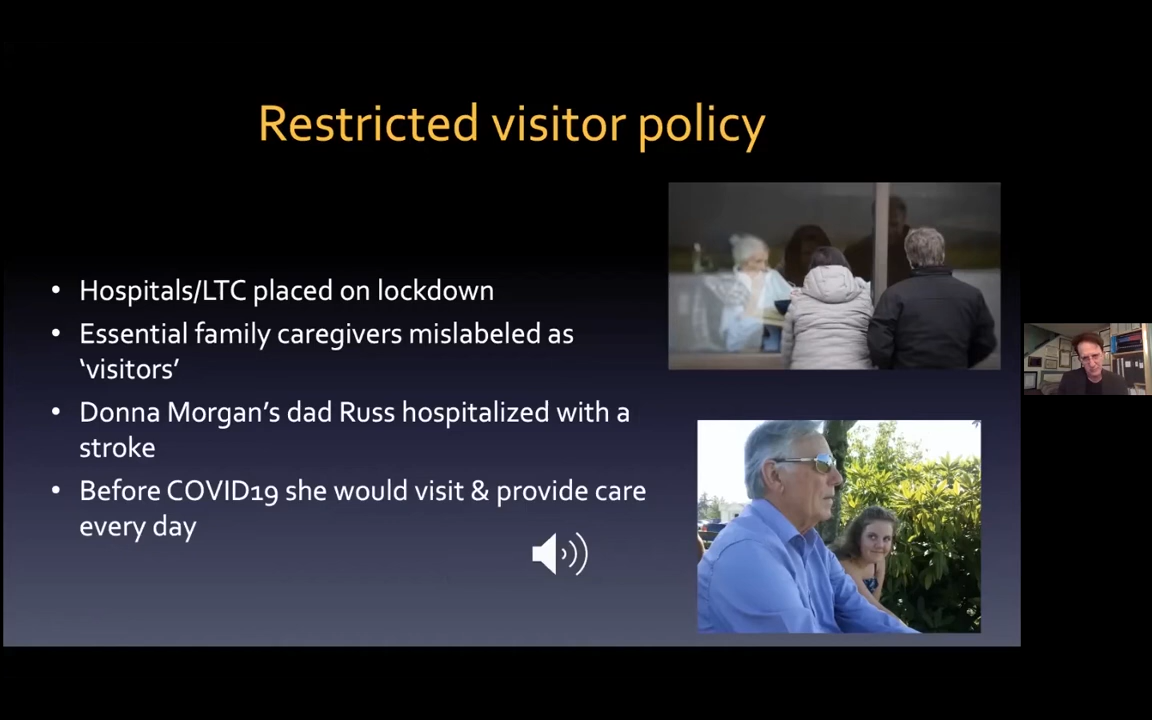 Restricted visitor policy
• Hospitals/LTC placed on lockdown
• Essential family caregivers mislabeled as
‘visitors’
• Donna Morgan’s dad Russ hospitalized with a
stroke
• Before COVID19 she would visit & provide care
every day